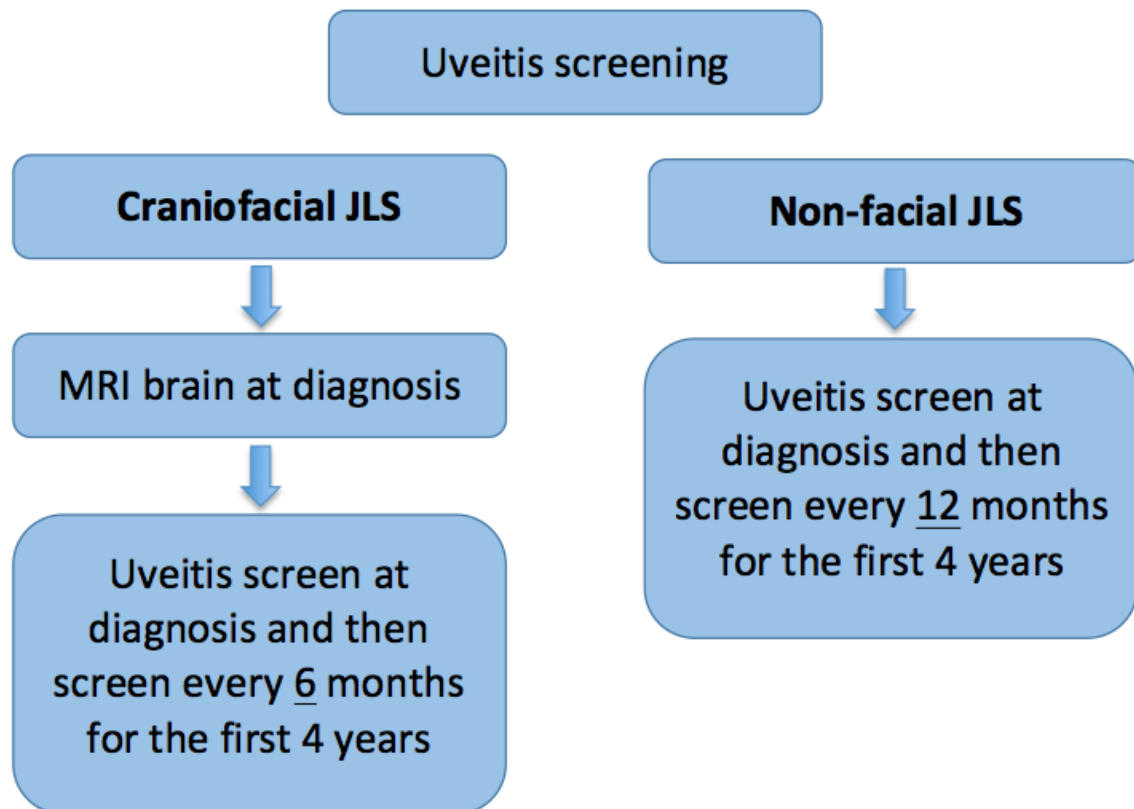 Uveitis screening
Craniofacial JLS
MRI brain at diagnosis
Uveitis screen at
diagnosis and then
screen every 6 months
for the first 4 years
Non-facial JLS
Uveitis screen at
diagnosis and then
screen every 12 months
for the first 4 years